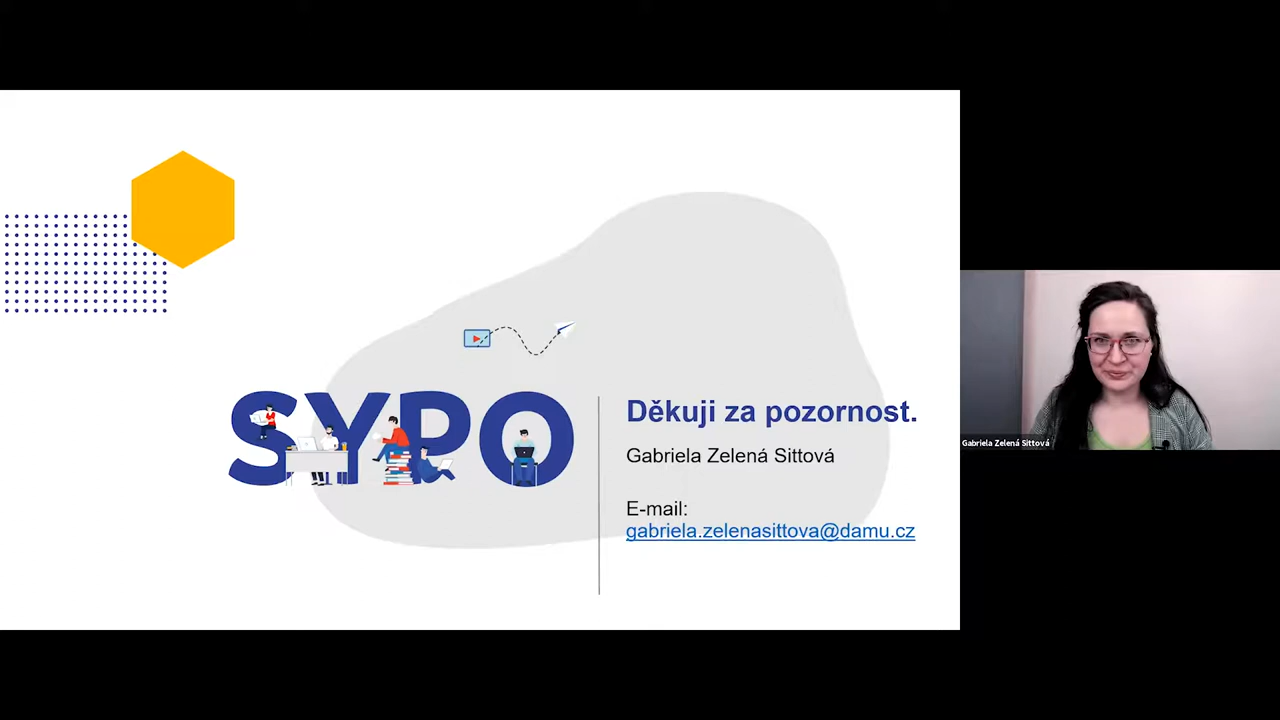 SYPO
Děkuji za pozornost.
Gabriela Zelená Sittová
E-mail:
gabriela.zelenasittova@damu.cz
Gabriela Zelená Sittová